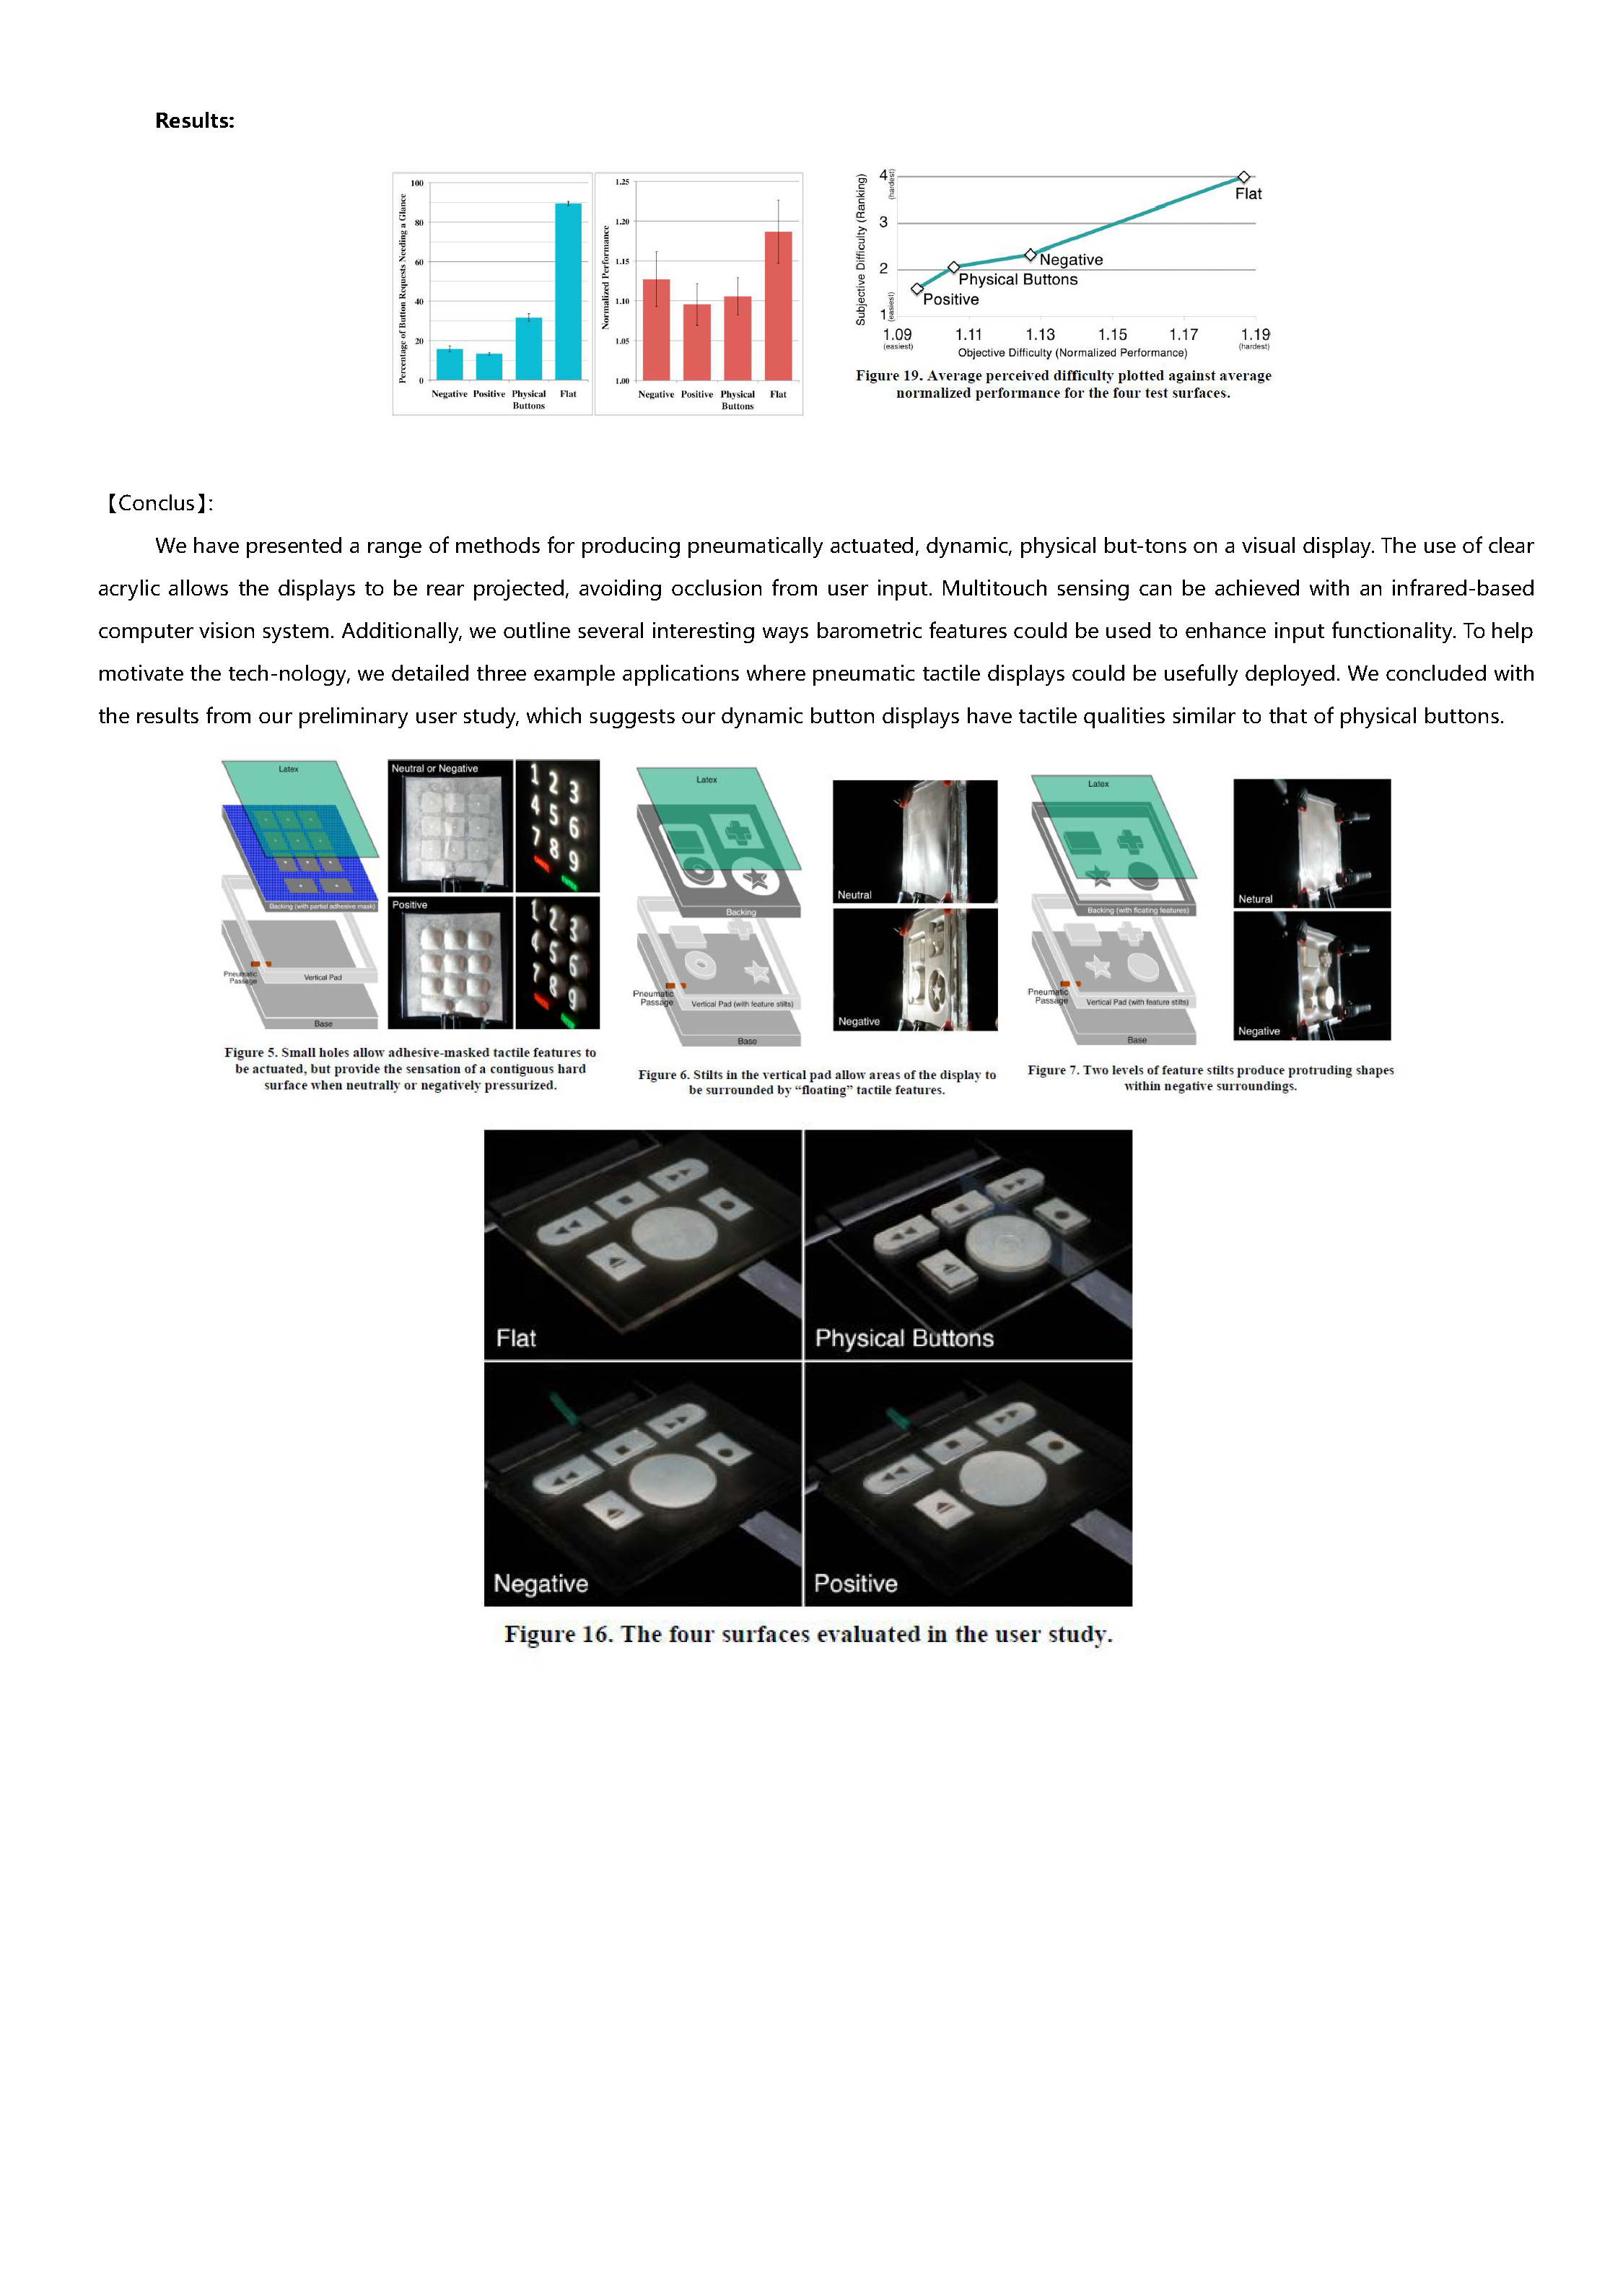 Results:
Percentage of Button Requests Needing a Glance
100
80
60
40
20
0
Negative Positive Physical Buttons Flat
Normalized Performance
1.25
1.20
1.15
1.10
1.05
1.00
Negative Positive Physical Buttons Flat
Subjective Difficulty (Ranking)
4 (hardest)
3
2
1 (easiest)
Flat
Negative
Physical Buttons
Positive
1.09 1.11 1.13 1.15 1.17 1.19
(easiest) (hardest)
Objective Difficulty (Normalized Performance)
Figure 19. Average perceived difficulty plotted against average
normalized performance for the four test surfaces.
【Conclus】:
We have presented a range of methods for producing pneumatically actuated, dynamic, physical but-tons on a visual display. The use of clear
acrylic allows the displays to be rear projected, avoiding occlusion from user input. Multitouch sensing can be achieved with an infrared-based
computer vision system. Additionally, we outline several interesting ways barometric features could be used to enhance input functionality. To help
motivate the tech-nology, we detailed three example applications where pneumatic tactile displays could be usefully deployed. We concluded with
the results from our preliminary user study, which suggests our dynamic button displays have tactile qualities similar to that of physical buttons.
Latex
Backing (with partial adhesive mask)
Pneumatic
Passage
Vertical Pad
Base
Neutral or Negative
1 2 3
4 5 6
7 8 9
Positive
1 2 3
4 5 6
7 8 9
Figure 5. Small holes allow adhesive-masked tactile features to
be actuated, but provide the sensation of a contiguous hard
surface when neutrally or negatively pressurized.
Latex
Backing
Pneumatic
Passage
Vertical Pad (with feature stilts)
Base
Neutral
Negative
Figure 6. Stilts in the vertical pad allow areas of the display to
be surrounded by “floating” tactile features.
Latex
Backing (with floating features)
Pneumatic
Passage
Vertical Pad (with feature stilts)
Base
Netural
Negative
Figure 7. Two levels of feature stilts produce protruding shapes
within negative surroundings.
Flat
Physical Buttons
Negative
Positive
Figure 16. The four surfaces evaluated in the user study.